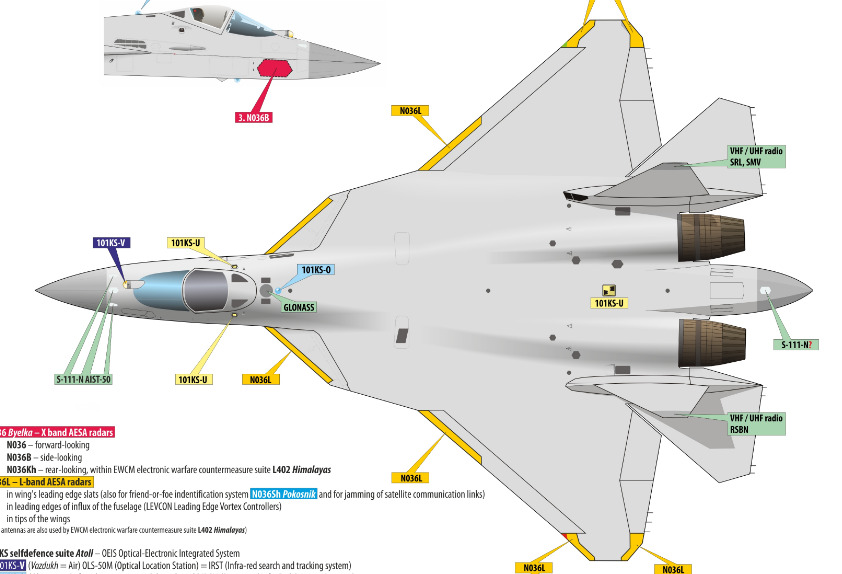 3. N036B
N036L
VHF / UHF radio
SRL, SMV
101KS-V
101KS-U
101KS-O
GLONASS
101KS-U
S-111-N?
S-111-N AIST-50
101KS-U
N036L
VHF / UHF radio
RSBN
36 Byelka – X band AESA radars
N036 – forward-looking
N036B – side-looking
N036Kh – rear-looking, within EWCM electronic warfare countermeasure suite L402 Himalayas
N036L
36L – L-band AESA radars
in wing's leading edge slats (also for friend-or-foe indentification system N036Sh Pokosnik and for jamming of satellite communication links)
in leading edges of influx of the fuselage (LEVCON Leading Edge Vortex Controllers)
in tips of the wings
antennas are also used by EWCM electronic warfare countermeasure suite L402 Himalayas)
KS selfdefence suite Atoll – OEIS Optical-Electronic Integrated System
01KS-V (Vozdukh = Air) OLS-50M (Optical Location Station) = IRST (Infra-red search and tracking system)
N036L
N036L